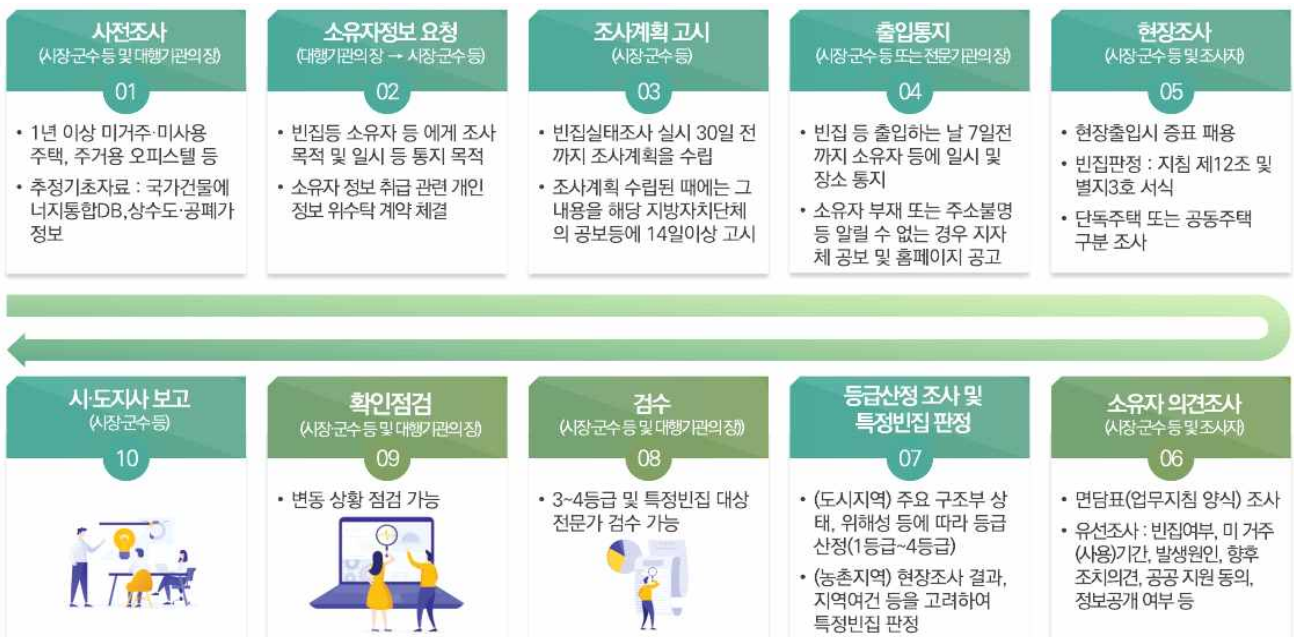 사전조사
(시장·군수 등 및 대행기관의 장)
01
• 1년 이상 미거주·미사용
주택, 주거용 오피스텔 등
• 추정기초자료 : 국가건물에
너지통합DB,상수도·공폐가
정보
소유자정보 요청
(대행기관의 장 → 시장·군수 등)
02
• 빈집등 소유자 등 에게 조사
목적 및 일시 등 통지 목적
• 소유자 정보 취급 관련 개인
정보 위수탁 계약 체결
조사계획 고시
(시장·군수 등)
03
• 빈집실태조사 실시 30일 전
까지 조사계획을 수립
• 조사계획 수립된 때에는 그
내용을 해당 지방자치단체
의 공보등에 14일이상 고시
출입통지
(시장·군수 등 또는 전문기관의 장)
04
• 빈집 등 출입하는 날 7일전
까지 소유자 등에 일시 및
장소 통지
• 소유자 부재 또는 주소불명
등 알릴 수 없는 경우 지자
체 공보 및 홈페이지 공고
현장조사
(시장·군수 등 및 조사자)
05
• 현장출입시 증표 패용
• 빈집판정 : 지침 제12조 및
별지3호 서식
• 단독주택 또는 공동주택
구분 조사
시·도지사 보고
(시장·군수 등)
10
확인점검
(시장·군수 등 및 대행기관의 장)
09
• 변동 상황 점검 가능
검수
(시장·군수 등 및 대행기관의 장))
08
• 3~4등급 및 특정빈집 대상
전문가 검수 가능
등급산정 조사 및
특정빈집 판정
07
• (도시지역) 주요 구조부 상
태, 위해성 등에 따라 등급
산정(1등급~4등급)
• (농촌지역) 현장조사 결과,
지역여건 등을 고려하여
특정빈집 판정
소유자 의견조사
(시장·군수 등 및 조사자)
06
• 면담표(업무지침 양식) 조사
• 유선조사 : 빈집여부, 미 거주
(사용)기간, 발생원인, 향후
조치의견, 공공 지원 동의,
정보공개 여부 등